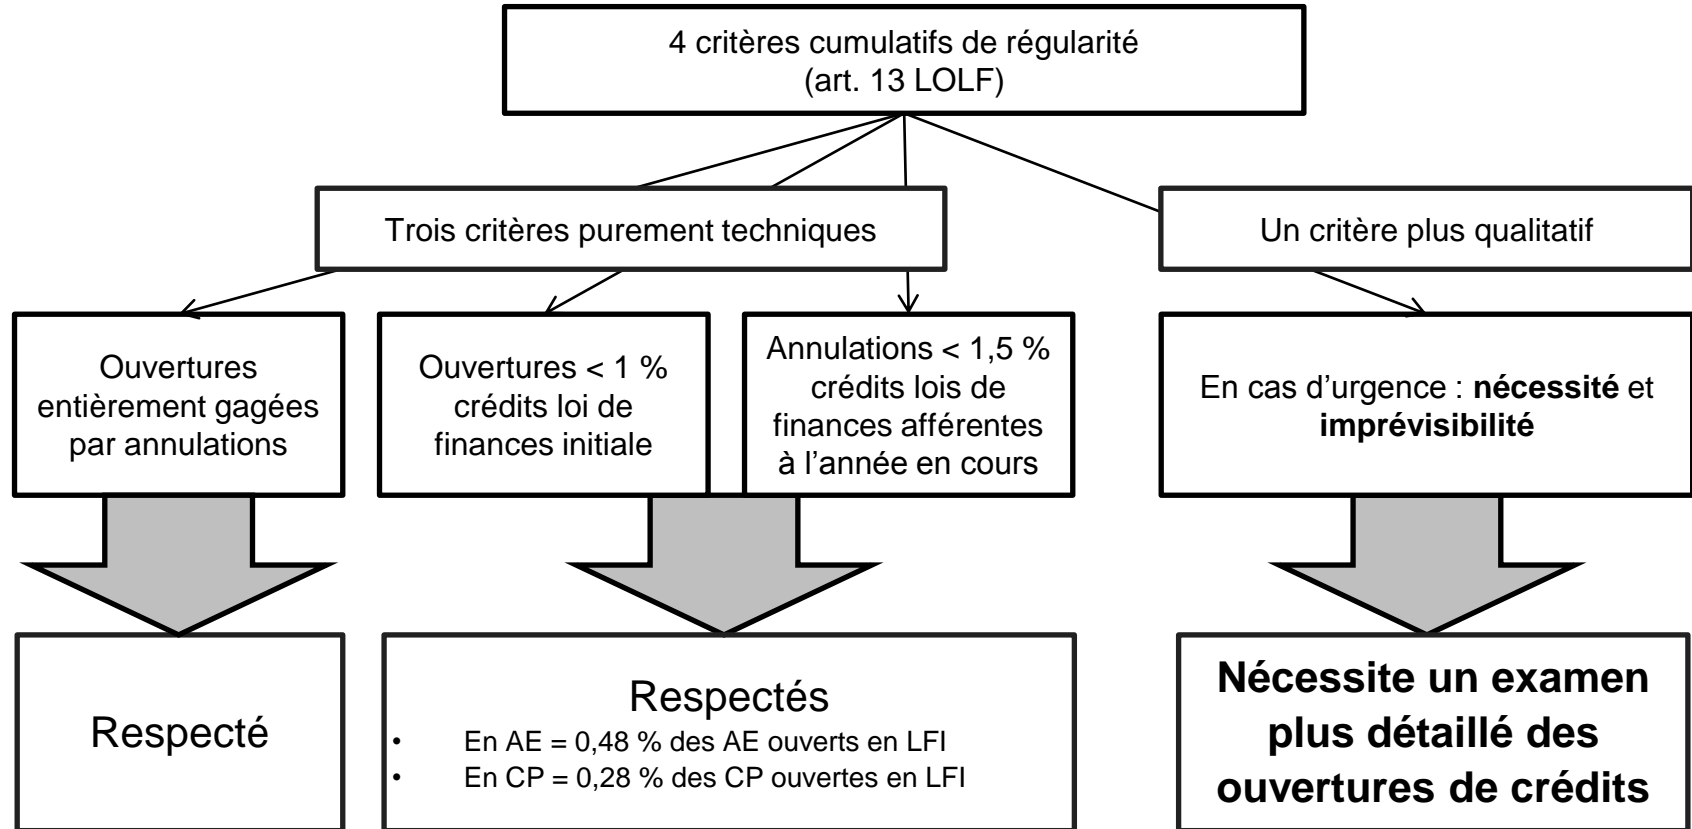 4 critères cumulatifs de régularité
(art. 13 LOLF)
Trois critères purement techniques
Un critère plus qualitatif
Ouvertures
entièrement gagées
par annulations
Ouvertures < 1 %
crédits loi de
finances initiale
Annulations < 1,5 %
crédits lois de
finances afférentes
à l’année en cours
En cas d’urgence : nécessité et
imprévisibilité
Respecté
Respectés
• En AE = 0,48 % des AE ouverts en LFI
• En CP = 0,28 % des CP ouvertes en LFI
Nécessite un examen
plus détaillé des
ouvertures de crédits